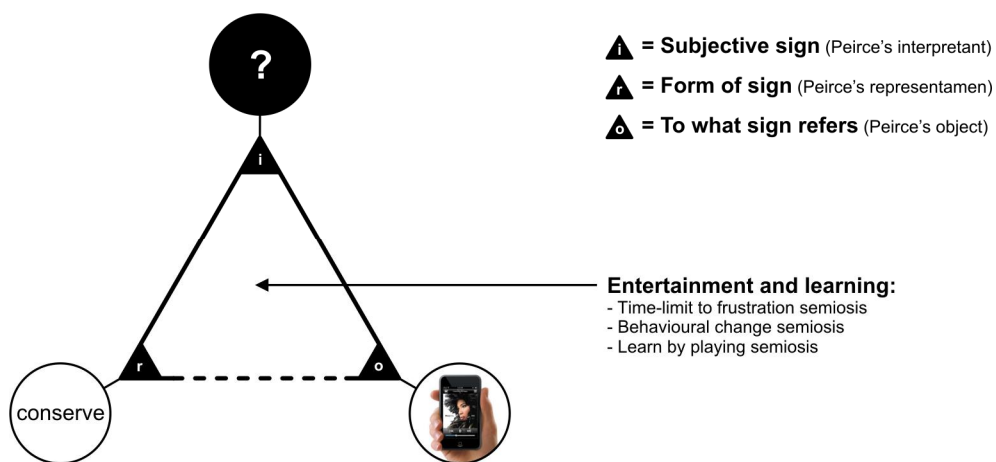 ?
i = Subjective sign (Peirce's interpretant)
r = Form of sign (Peirce's representamen)
o = To what sign refers (Peirce's object)
i
Entertainment and learning:
- Time-limit to frustration semiosis
- Behavioural change semiosis
- Learn by playing semiosis
r
o
conserve